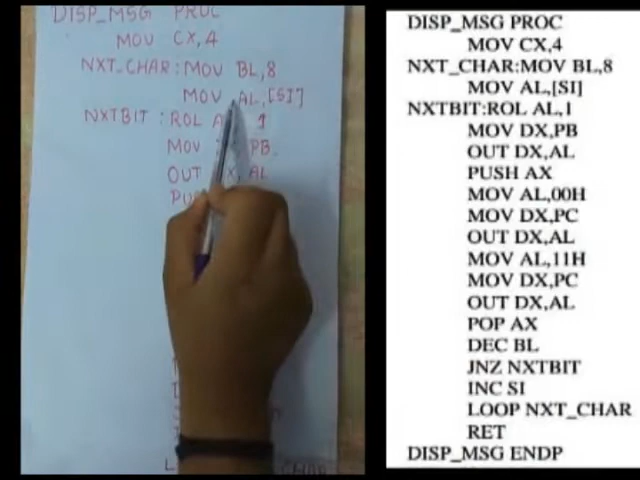 DISP_MSG PROC
MOV CX,4
NXT_CHAR:MOV BL,8
MOV AL,[SI]
NXTBIT :ROL A 1
MOV PB.
OUT X, AL
DISP_MSG PROC
MOV CX,4
NXT_CHAR:MOV BL,8
MOV AL,[SI]
NXTBIT:ROL AL,1
MOV DX,PB
OUT DX,AL
PUSH AX
MOV AL,00H
MOV DX,PC
OUT DX,AL
MOV AL,11H
MOV DX,PC
OUT DX,AL
POP AX
DEC BL
JNZ NXTBIT
INC SI
LOOP NXT_CHAR
RET
DISP_MSG ENDP